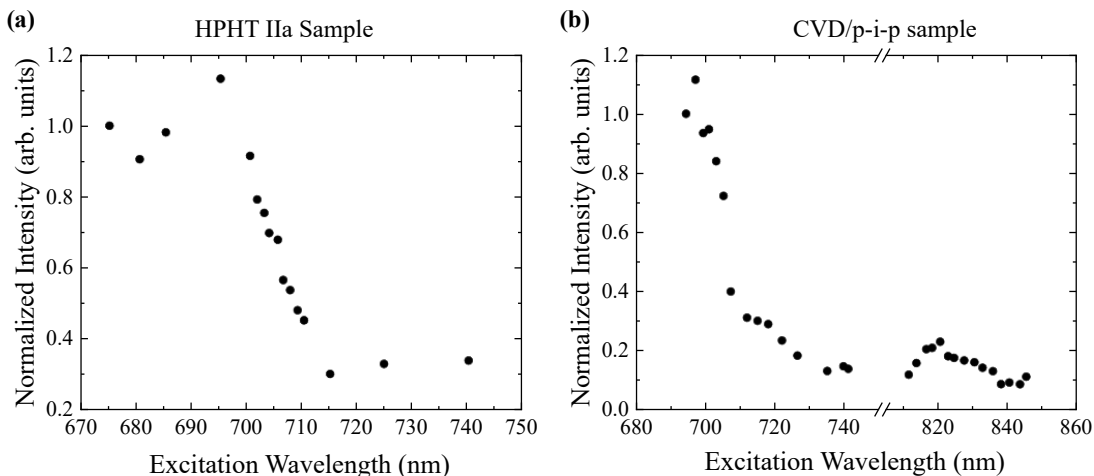 (a)
HPHT IIa Sample
Normalized Intensity (arb. units)
1.2
1.0
0.8
0.6
0.4
0.2
670 680 690 700 710 720 730 740 750
Excitation Wavelength (nm)
(b)
CVD/p-i-p sample
Normalized Intensity (arb. units)
1.2
1.0
0.8
0.6
0.4
0.2
0.0
680 700 720 740 820 840 860
Excitation Wavelength (nm)